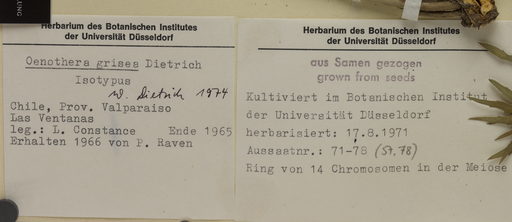 Herbarium des Botanischen Institutes
der Universität Düsseldorf
Oenothera grisea Dietrich
Isotypus
W. Dietrich 1974
Chile, Prov. Valparaiso
Las Ventanas
leg.: L. Constance Ende 1965
Erhalten 1966 von P. Raven
Herbarium des Botanischen Institutes
der Universität Düsseldorf
aus Samen gezogen
grown from seeds
Kultiviert im Botanischen Institut
der Universität Düsseldorf
herbarisiert: 17.8.1971
Aussaatnr.: 71-78 (St. 78)
Ring von 14 Chromosomen in der Meiose